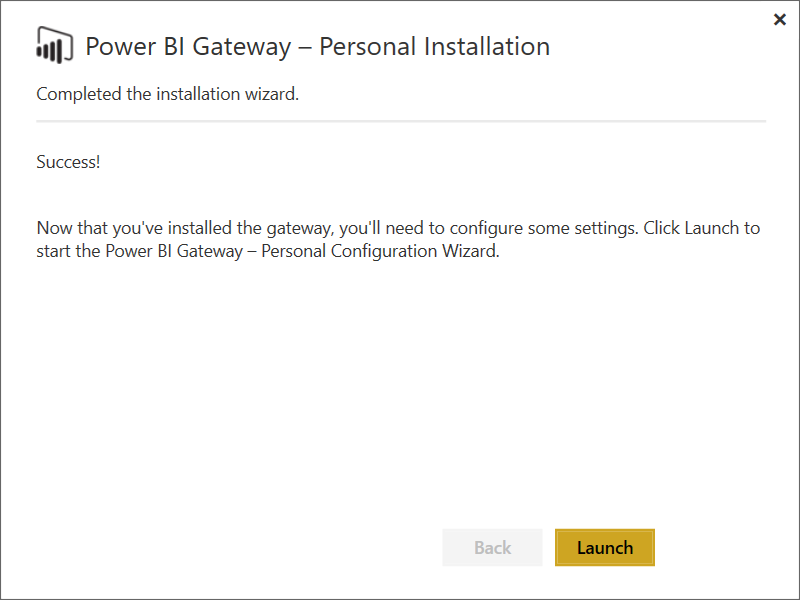 Power BI Gateway – Personal Installation
Completed the installation wizard.
Success!
Now that you've installed the gateway, you'll need to configure some settings. Click Launch to
start the Power BI Gateway – Personal Configuration Wizard.
Back
Launch